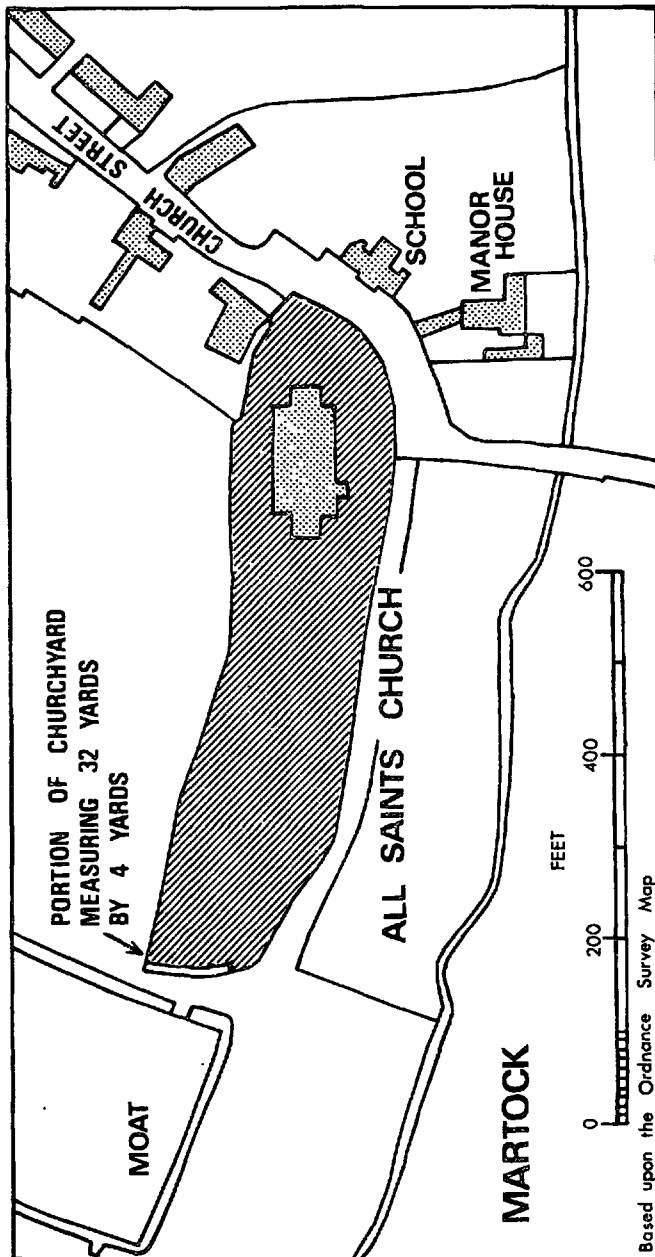 PORTION OF CHURCHYARD
MEASURING 32 YARDS
BY 4 YARDS
CHURCH
STREET
MOAT
SCHOOL
MANOR
HOUSE
ALL SAINTS CHURCH
MARTOCK
FEET
0 200 400 600
Based upon the Ordnance Survey Map